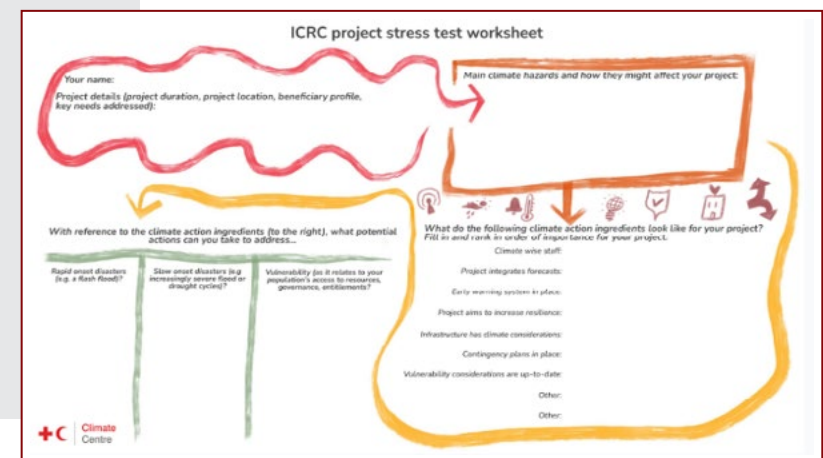 ICRC project stress test worksheet
Your name:
Project details (project duration, project location, beneficiary profile,
key needs addressed):
Main climate hazards and how they might affect your project:
What do the following climate action ingredients look like for your project?
Fill in and rank in order of importance for your project.
Climate wise staff:
Project integrates forecasts:
Early warning system in place:
Project aims to increase resilience:
Infrastructure has climate considerations:
Contingency plans in place:
Vulnerability considerations are up-to-date:
Other:
Other:
With reference to the climate action ingredients (to the right), what potential
actions can you take to address...
Rapid onset disasters
(e.g. a flash flood)?
Slow onset disasters (e.g
increasingly severe flood or
drought cycles)?
Vulnerability (as it relates to your
population's access to resources,
governance, entitlements)?
Climate
Centre